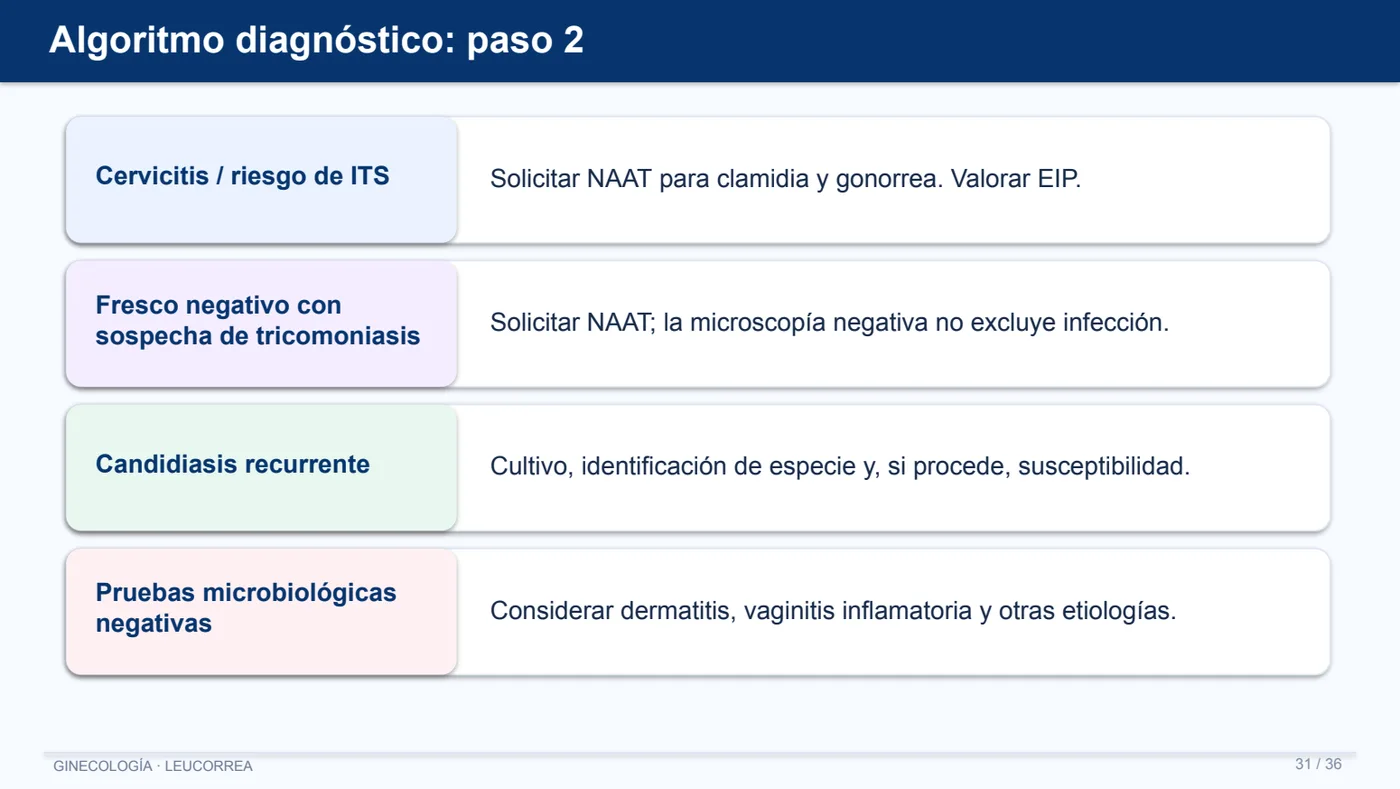 Algoritmo diagnóstico: paso 2
Cervicitis / riesgo de ITS
Solicitar NAAT para clamidia y gonorrea. Valorar EIP.
Fresco negativo con
sospecha de tricomoniasis
Solicitar NAAT; la microscopía negativa no excluye infección.
Candidiasis recurrente
Cultivo, identificación de especie y, si procede, susceptibilidad.
Pruebas microbiológicas
negativas
Considerar dermatitis, vaginitis inflamatoria y otras etiologías.
GINECOLOGÍA · LEUCORREA
31 / 36